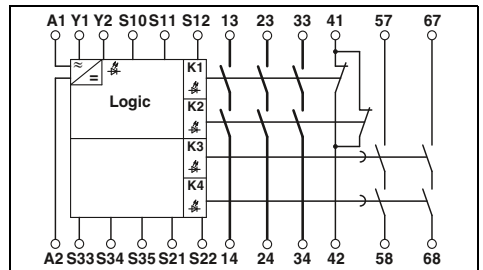 A1 Y1 Y2 S10 S11 S12 13 23 33 41 57 67
≈
=
K1
Logic
K2
K3
K4
A2 S33 S34 S35 S21 S22 14 24 34 42 58 68